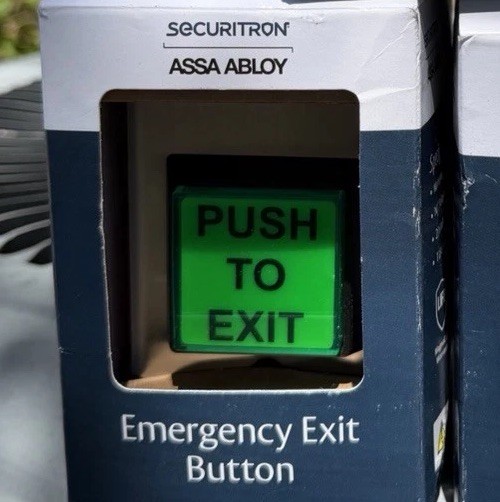 SECURITRON
ASSA ABLOY
PUSH
TO
EXIT
Emergency Exit
Button